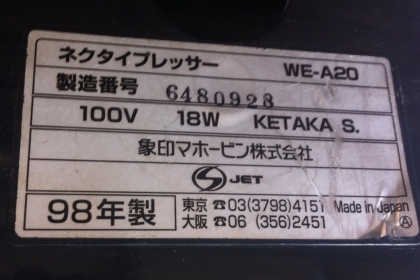 ネクタイプレッサー WE-A20
製造番号 6480928
100V 18W KETAKA S.
象印マホービン株式会社
S JET
98年製
東京 ☎03(3798)4151 Made in Japan
大阪 ☎06 (356)2451 Ⓐ